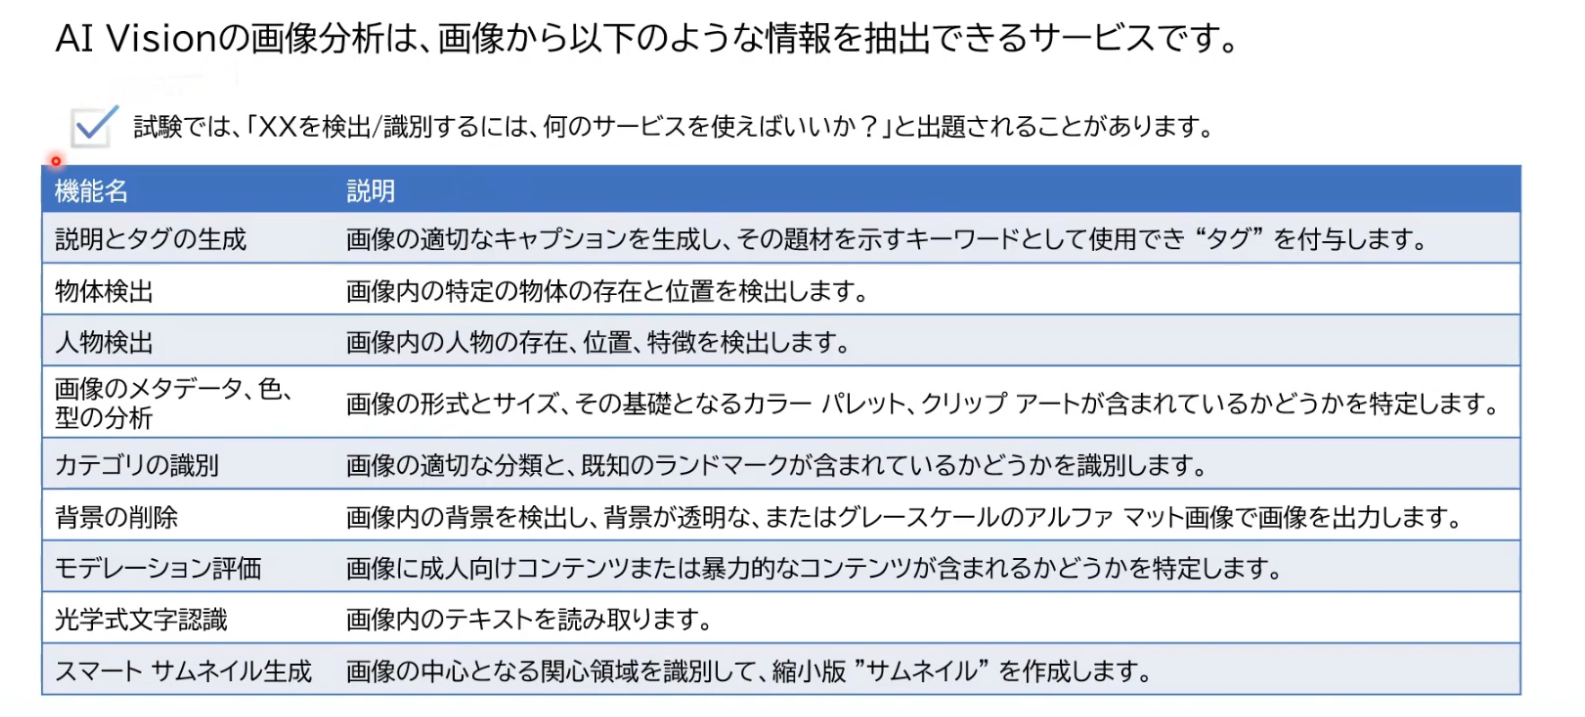 AI Visionの画像分析は、画像から以下のような情報を抽出できるサービスです。
試験では、「XXを検出/識別するには、何のサービスを使えばいいか？」と出題されることがあります。
機能名 説明
説明とタグの生成 画像の適切なキャプションを生成し、その題材を示すキーワードとして使用でき “タグ” を付与します。
物体検出 画像内の特定の物体の存在と位置を検出します。
人物検出 画像内の人物の存在、位置、特徴を検出します。
画像のメタデータ、色、
型の分析 画像の形式とサイズ、その基礎となるカラー パレット、クリップ アートが含まれているかどうかを特定します。
カテゴリの識別 画像の適切な分類と、既知のランドマークが含まれているかどうかを識別します。
背景の削除 画像内の背景を検出し、背景が透明な、またはグレースケールのアルファ マット画像で画像を出力します。
モデレーション評価 画像に成人向けコンテンツまたは暴力的なコンテンツが含まれるかどうかを特定します。
光学式文字認識 画像内のテキストを読み取ります。
スマート サムネイル生成 画像の中心となる関心領域を識別して、縮小版 ”サムネイル” を作成します。